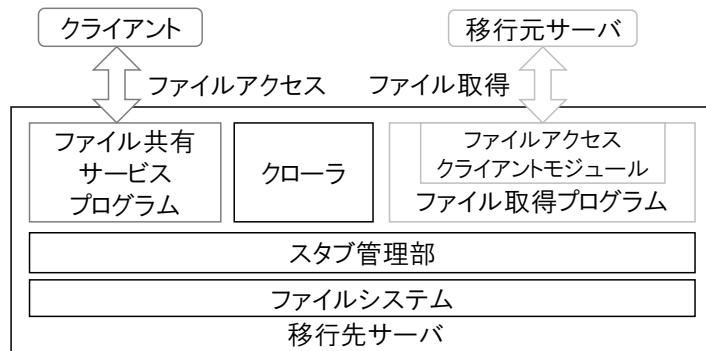 クライアント
移行元サーバ
ファイルアクセス
ファイル取得
ファイル共有
サービス
プログラム
クローラ
ファイルアクセス
クライアントモジュール
ファイル取得プログラム
スタブ管理部
ファイルシステム
移行先サーバ